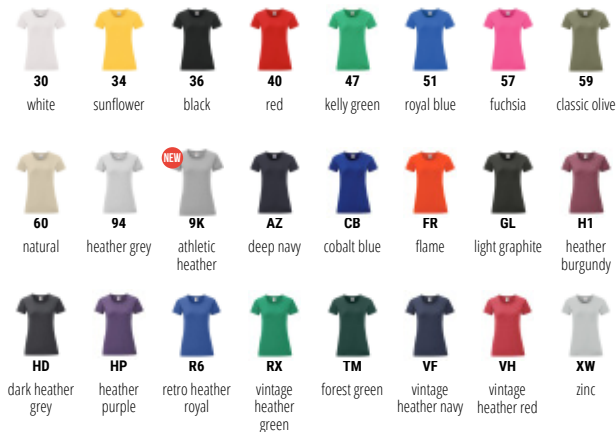 30 34 36 40 47 51 57 59
white sunflower black red kelly green royal blue fuchsia classic olive
NEW
60 94 9K AZ CB FR GL H1
natural heather grey athletic deep navy cobalt blue flame light graphite heather
heather burgundy
HD HP R6 RX TM VF VH XW
dark heather heather retro heather vintage forest green vintage vintage zinc
grey purple royal heather heather navy heather red
green